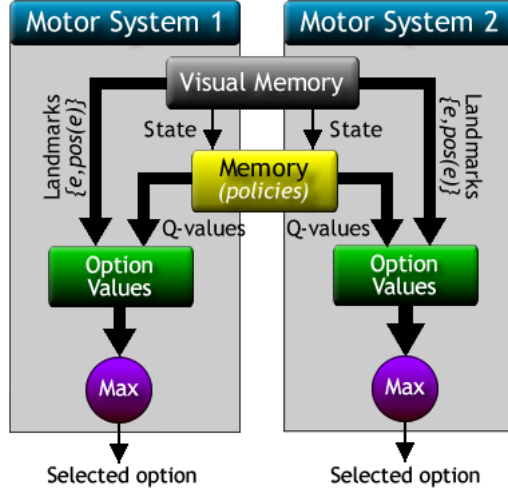 Motor System 1
Motor System 2
Visual Memory
Landmarks
{e,pos(e)}
State
State
Landmarks
{e,pos(e)}
Memory
(policies)
Q-values
Q-values
Option
Values
Option
Values
Max
Max
Selected option
Selected option